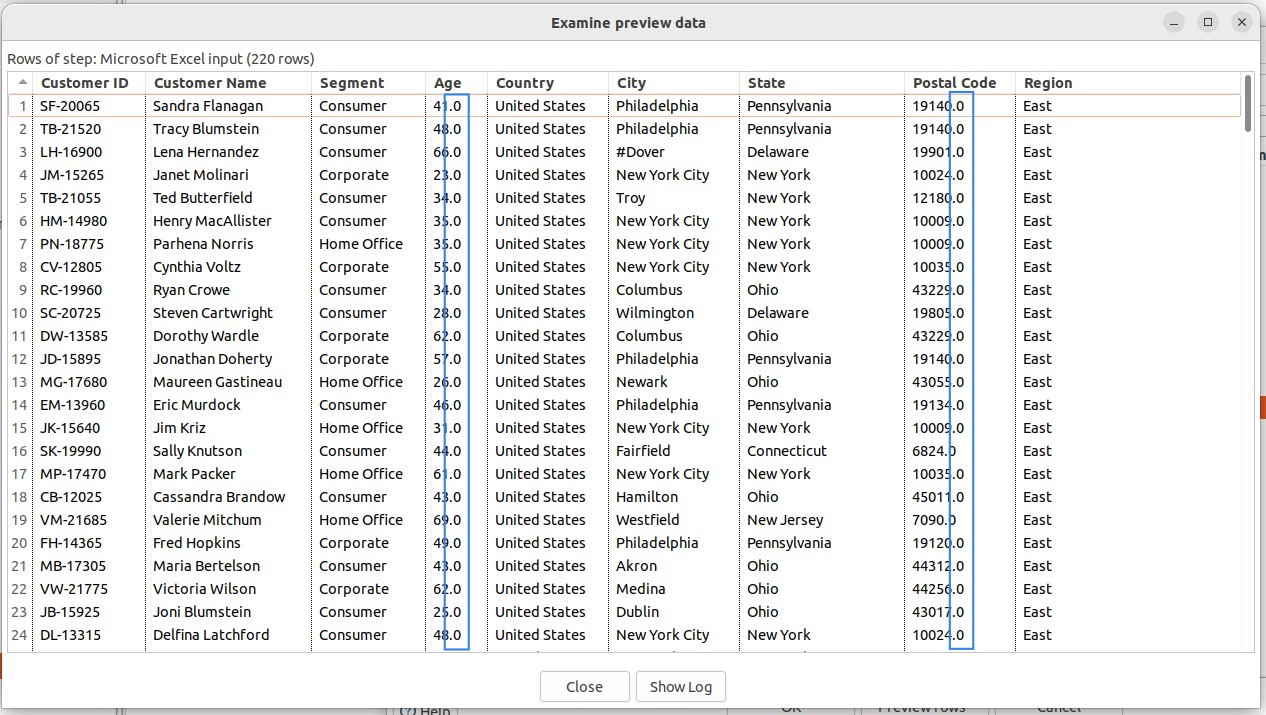 Examine preview data
Rows of step: Microsoft Excel input (220 rows)
Customer ID Customer Name Segment Age Country City State Postal Code Region
1 SF-20065 Sandra Flanagan Consumer 41.0 United States Philadelphia Pennsylvania 19140.0 East
2 TB-21520 Tracy Blumstein Consumer 48.0 United States Philadelphia Pennsylvania 19140.0 East
3 LH-16900 Lena Hernandez Consumer 66.0 United States #Dover Delaware 19901.0 East
4 JM-15265 Janet Molinari Corporate 23.0 United States New York City New York 10024.0 East
5 TB-21055 Ted Butterfield Consumer 34.0 United States Troy New York 12180.0 East
6 HM-14980 Henry MacAllister Consumer 35.0 United States New York City New York 10009.0 East
7 PN-18775 Parhena Norris Home Office 35.0 United States New York City New York 10009.0 East
8 CV-12805 Cynthia Voltz Corporate 55.0 United States New York City New York 10035.0 East
9 RC-19960 Ryan Crowe Consumer 34.0 United States Columbus Ohio 43229.0 East
10 SC-20725 Steven Cartwright Consumer 28.0 United States Wilmington Delaware 19805.0 East
11 DW-13585 Dorothy Wardle Corporate 62.0 United States Columbus Ohio 43229.0 East
12 JD-15895 Jonathan Doherty Corporate 57.0 United States Philadelphia Pennsylvania 19140.0 East
13 MG-17680 Maureen Gastineau Home Office 26.0 United States Newark Ohio 43055.0 East
14 EM-13960 Eric Murdock Consumer 46.0 United States Philadelphia Pennsylvania 19134.0 East
15 JK-15640 Jim Kriz Home Office 31.0 United States New York City New York 10009.0 East
16 SK-19990 Sally Knutson Consumer 44.0 United States Fairfield Connecticut 6824.0 East
17 MP-17470 Mark Packer Home Office 61.0 United States New York City New York 10035.0 East
18 CB-12025 Cassandra Brandow Consumer 43.0 United States Hamilton Ohio 45011.0 East
19 VM-21685 Valerie Mitchum Home Office 69.0 United States Westfield New Jersey 7090.0 East
20 FH-14365 Fred Hopkins Corporate 49.0 United States Philadelphia Pennsylvania 19120.0 East
21 MB-17305 Maria Bertelson Consumer 43.0 United States Akron Ohio 44312.0 East
22 VW-21775 Victoria Wilson Corporate 62.0 United States Medina Ohio 44256.0 East
23 JB-15925 Joni Blumstein Consumer 25.0 United States Dublin Ohio 43017.0 East
24 DL-13315 Delfina Latchford Consumer 48.0 United States New York City New York 10024.0 East
Close Show Log
Help OK Preview rows Cancel